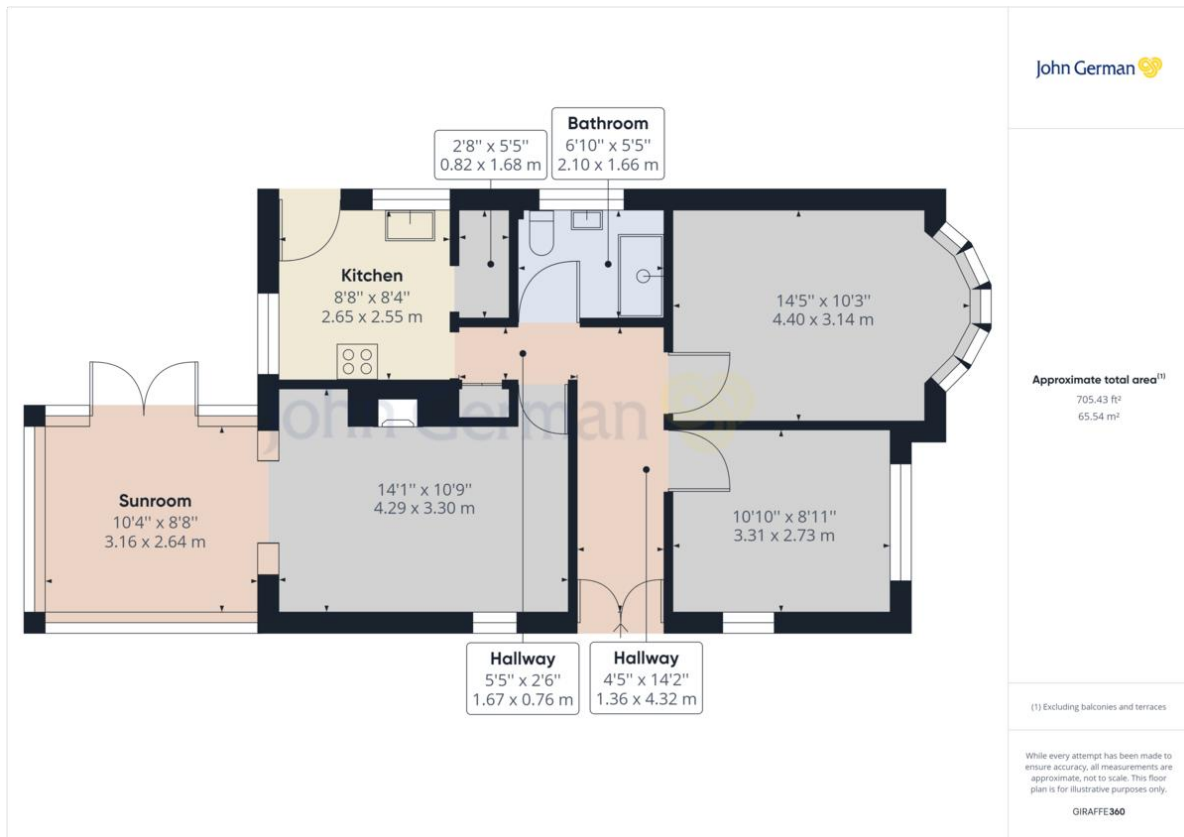 John German
2'8'' x 5'5''
0.82 x 1.68 m
Bathroom
6'10'' x 5'5''
2.10 x 1.66 m
Kitchen
8'8'' x 8'4''
2.65 x 2.55 m
14'5'' x 10'3''
4.40 x 3.14 m
John German
Sunroom
10'4'' x 8'8''
3.16 x 2.64 m
14'1'' x 10'9''
4.29 x 3.30 m
10'10'' x 8'11''
3.31 x 2.73 m
Hallway
5'5'' x 2'6''
1.67 x 0.76 m
Hallway
4'5'' x 14'2''
1.36 x 4.32 m
Approximate total area(1)
705.43 ft²
65.54 m²
(1) Excluding balconies and terraces
While every attempt has been made to
ensure accuracy, all measurements are
approximate, not to scale. This floor
plan is for illustrative purposes only.
GIRAFFE360